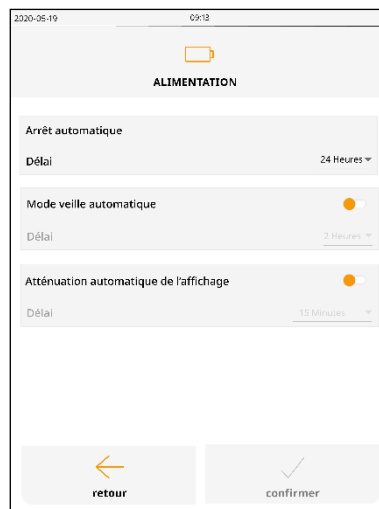 2020-05-19 09:13
ALIMENTATION
Arrêt automatique
Délai 24 Heures
Mode veille automatique
Délai 2 Heures
Atténuation automatique de l'affichage
Délai 15 Minutes
retour confirmer